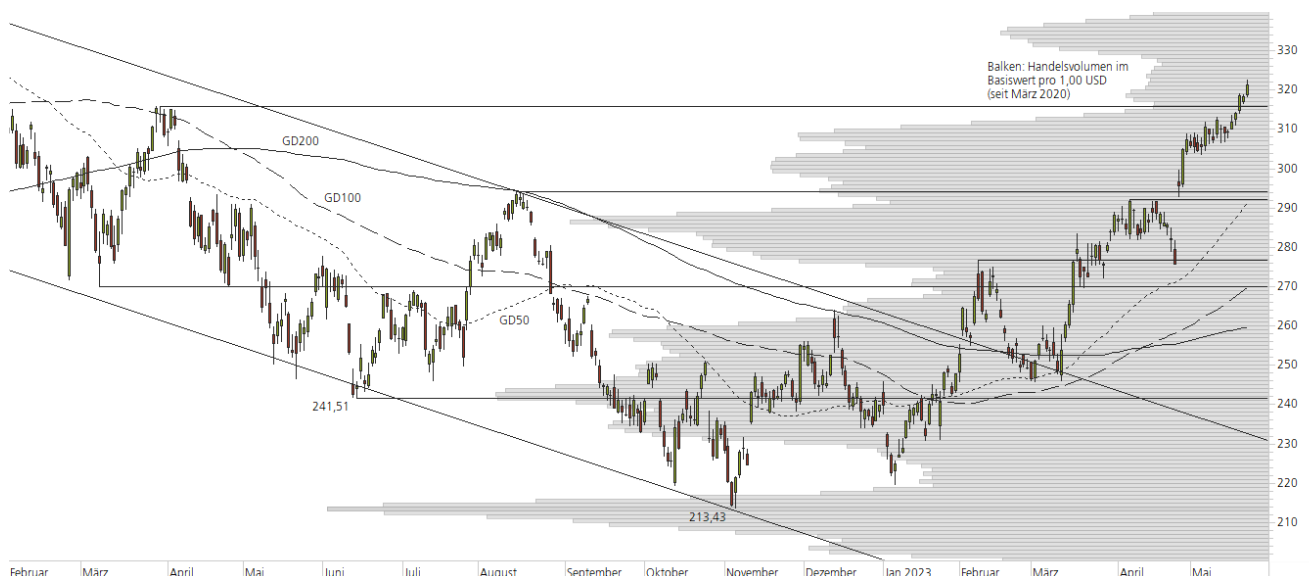 Balken: Handelsvolumen im
Basiswert pro 1,00 USD
(seit März 2020)
330
320
310
300
290
280
270
260
250
240
230
220
210
GD200
GD100
GD50
241,51
213,43
Februar März April Mai Juni Juli August September Oktober November Dezember Jan 2023 Februar März April Mai